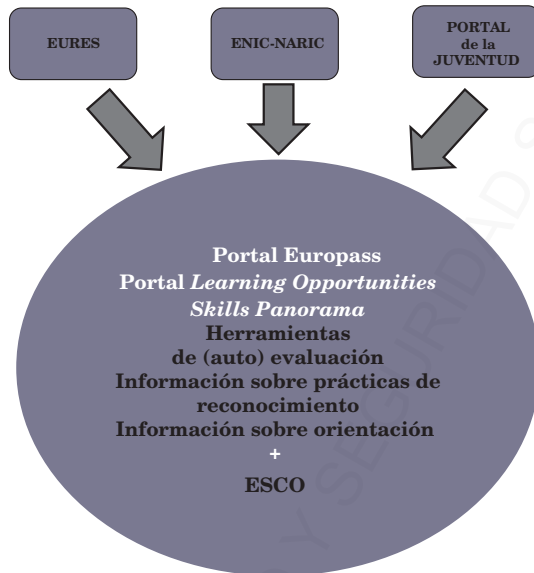 EURES
ENIC-NARIC
PORTAL
de la
JUVENTUD
Portal Europass
Portal Learning Opportunities
Skills Panorama
Herramientas
de (auto) evaluación
Información sobre prácticas de
reconocimiento
Información sobre orientación
+
ESCO
Y SEGURIDAD S